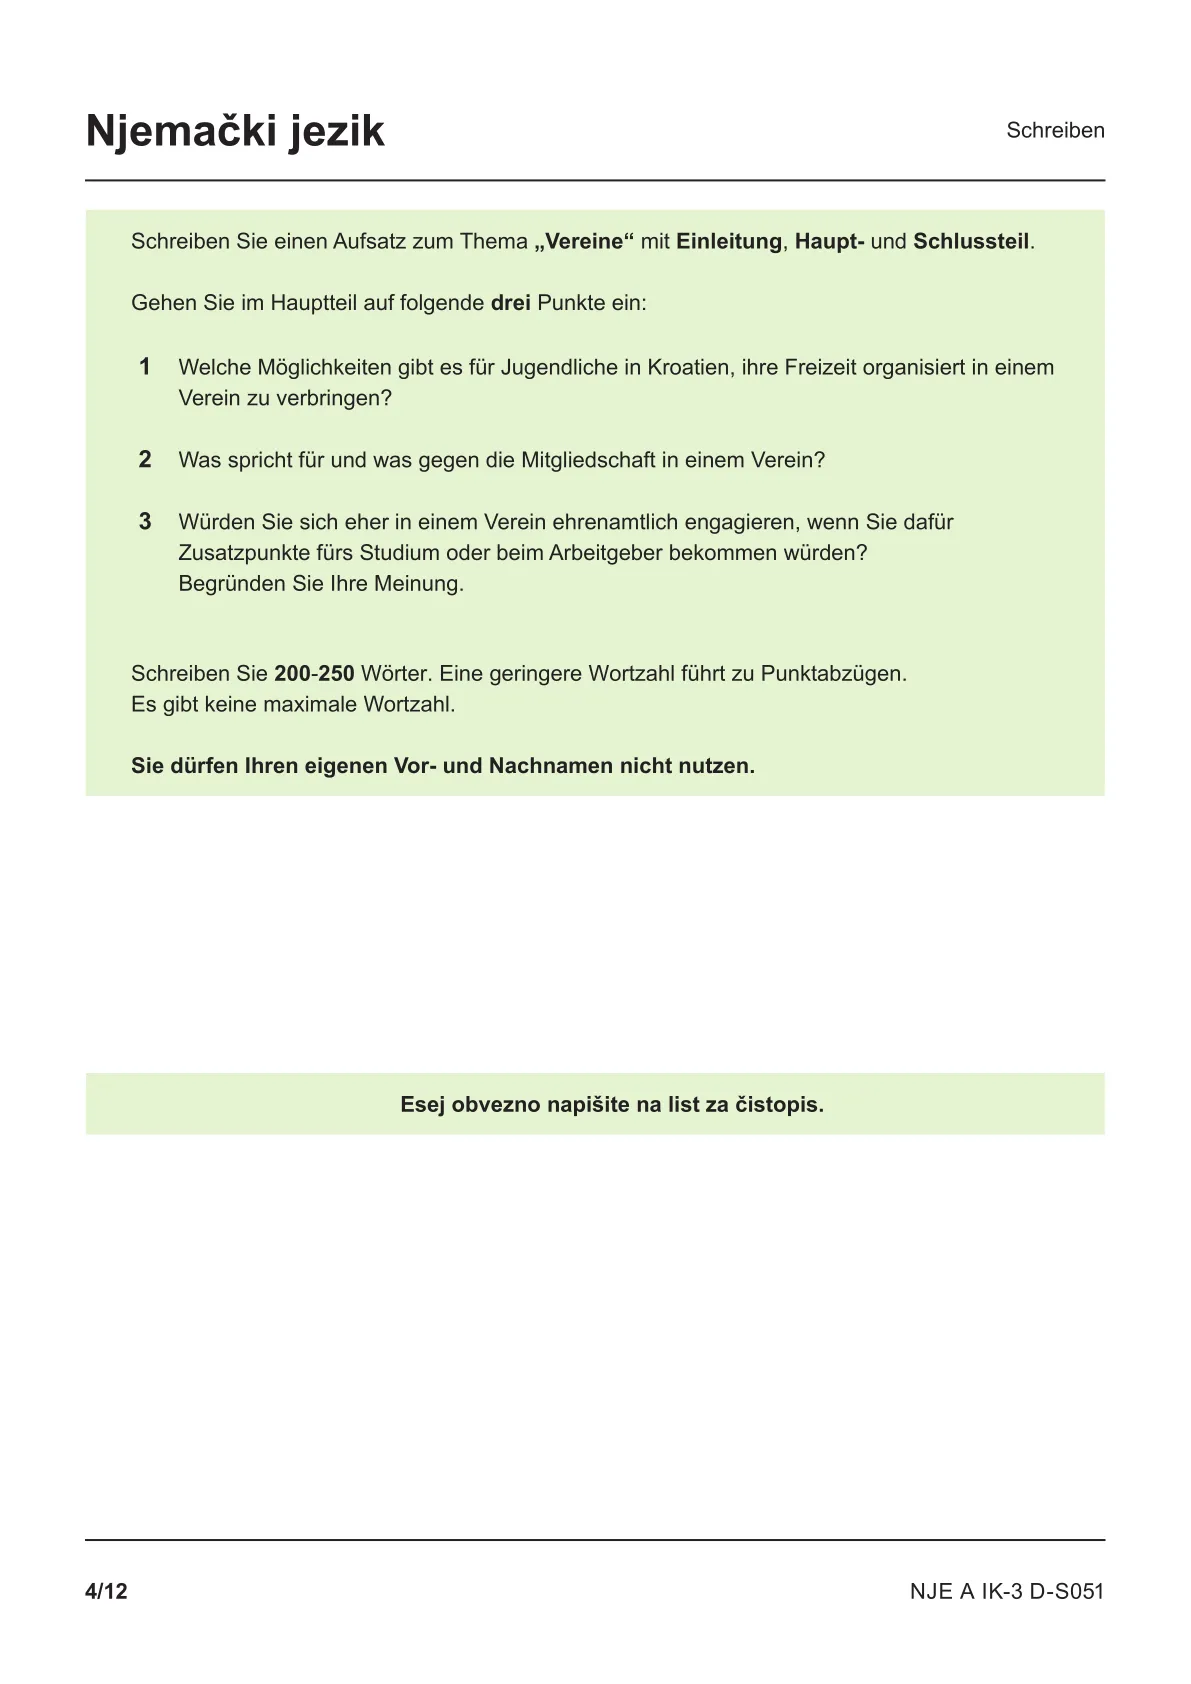 Njemački jezik
Schreiben
Schreiben Sie einen Aufsatz zum Thema „Vereine“ mit Einleitung, Haupt- und Schlussteil.
Gehen Sie im Hauptteil auf folgende drei Punkte ein:
1 Welche Möglichkeiten gibt es für Jugendliche in Kroatien, ihre Freizeit organisiert in einem
Verein zu verbringen?
2 Was spricht für und was gegen die Mitgliedschaft in einem Verein?
3 Würden Sie sich eher in einem Verein ehrenamtlich engagieren, wenn Sie dafür
Zusatzpunkte fürs Studium oder beim Arbeitgeber bekommen würden?
Begründen Sie Ihre Meinung.
Schreiben Sie 200-250 Wörter. Eine geringere Wortzahl führt zu Punktabzügen.
Es gibt keine maximale Wortzahl.
Sie dürfen Ihren eigenen Vor- und Nachnamen nicht nutzen.
Esej obvezno napišite na list za čistopis.
4/12
NJE A IK-3 D-S051